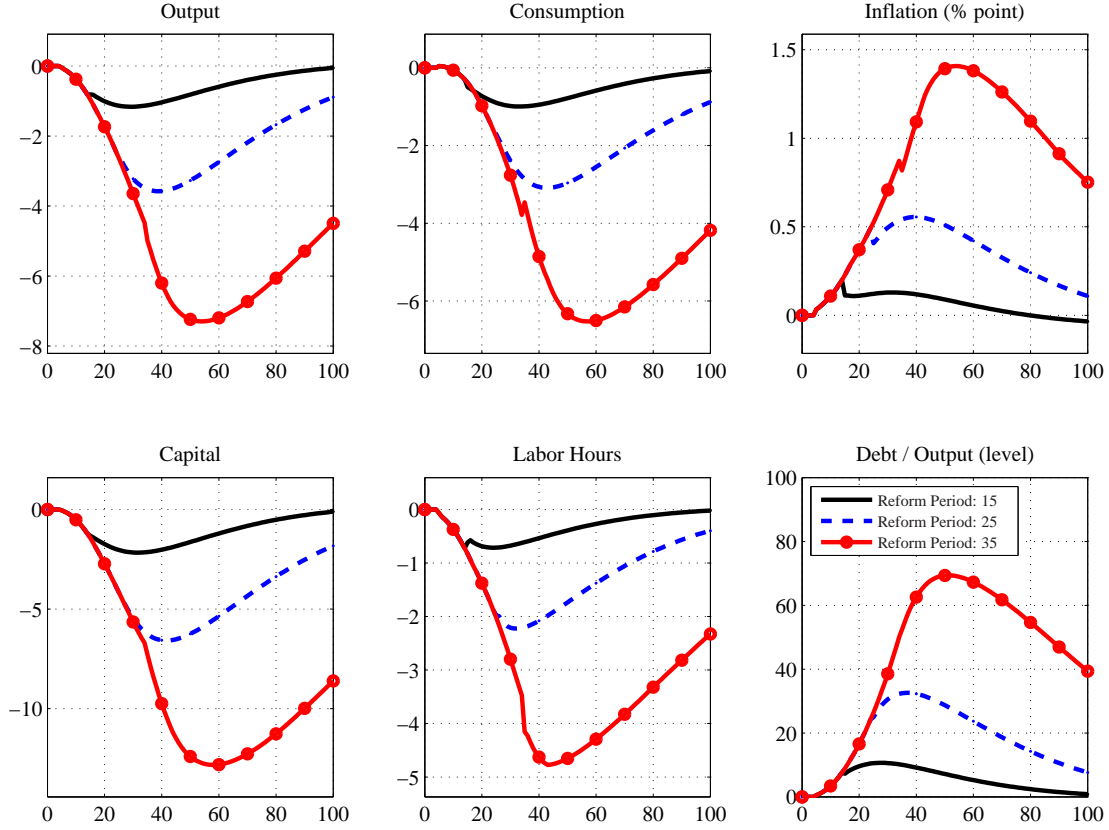 Output
0
−2
−4
−6
−8
0 20 40 60 80 100
Consumption
0
−2
−4
−6
0 20 40 60 80 100
Inflation (% point)
1.5
1
0.5
0
0 20 40 60 80 100
Capital
0
−5
−10
0 20 40 60 80 100
Labor Hours
0
−1
−2
−3
−4
−5
0 20 40 60 80 100
Debt / Output (level)
100
80
60
40
20
0
Reform Period: 15
Reform Period: 25
Reform Period: 35
0 20 40 60 80 100